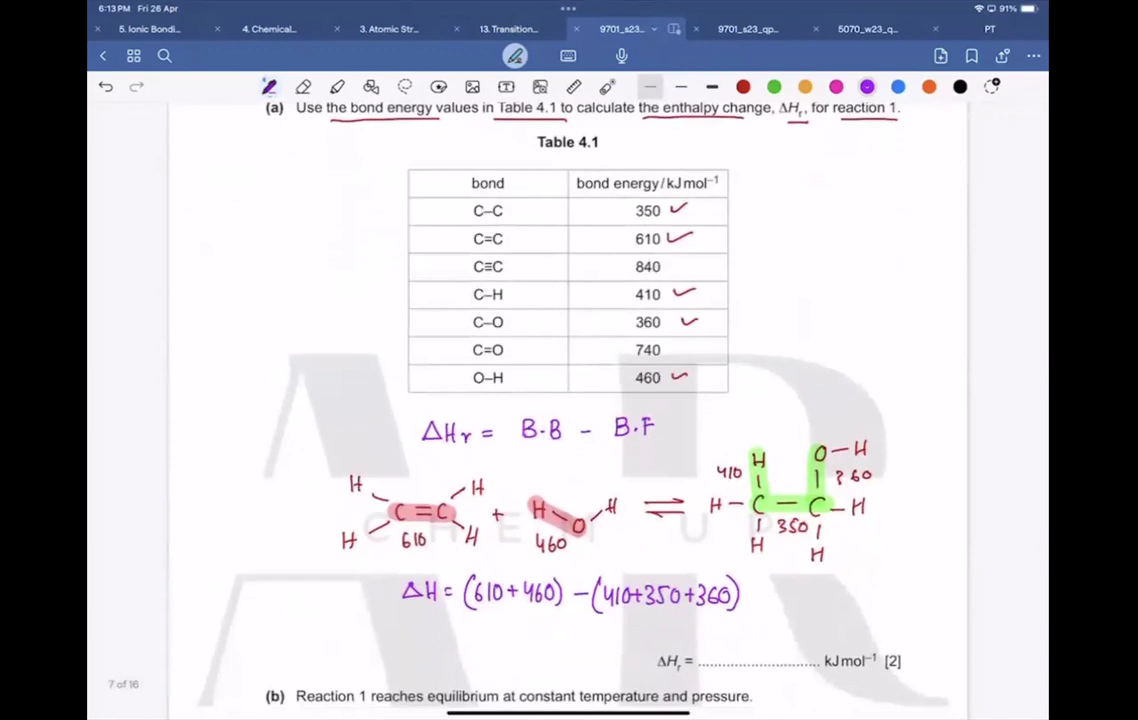 6:13 PM Fri 26 Apr
91%
5. Ionic Bondi...
4. Chemical...
3. Atomic Str...
13. Transition...
9701_s23...
9701_s23_qp...
5070_w23_q...
PT
(a) Use the bond energy values in Table 4.1 to calculate the enthalpy change, ΔHr, for reaction 1.
Table 4.1
bond bond energy / kJ mol⁻¹
C–C 350 ✓
C=C 610 ✓
C≡C 840
C–H 410 ✓
C–O 360 ✓
C=O 740
O–H 460 ✓
ΔHr = B.B – B.F
H H
C=C
H H
610
+
H–O–H
460
⇌
410 H O–H
360
H–C–C–H
350
H H
ΔH = (610+460) – (410+350+360)
ΔHr = .............................. kJ mol⁻¹ [2]
7 of 16
(b) Reaction 1 reaches equilibrium at constant temperature and pressure.
AR
CHEM UP
AR